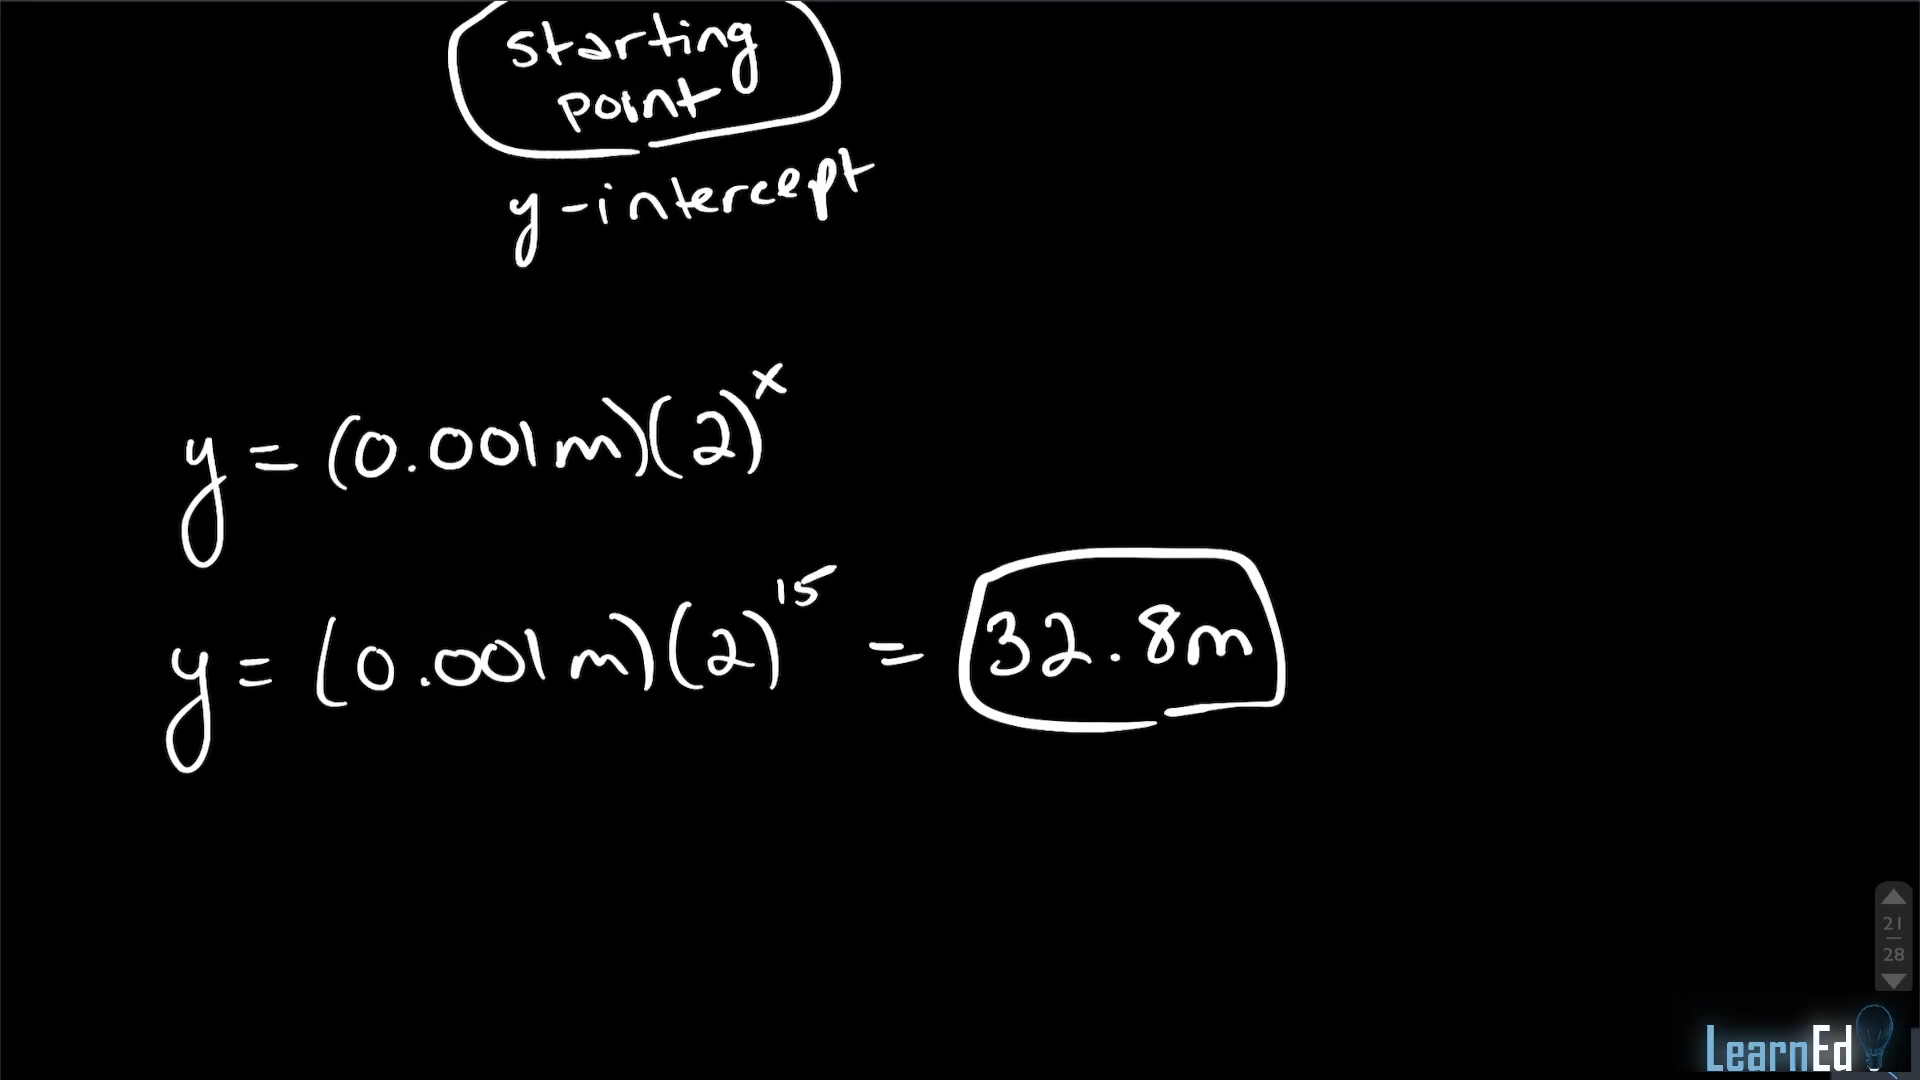 starting
point
y-intercept
y = (0.001m)(2)^x
y = (0.001m)(2)^15 = 32.8m
21
28
LearnEd